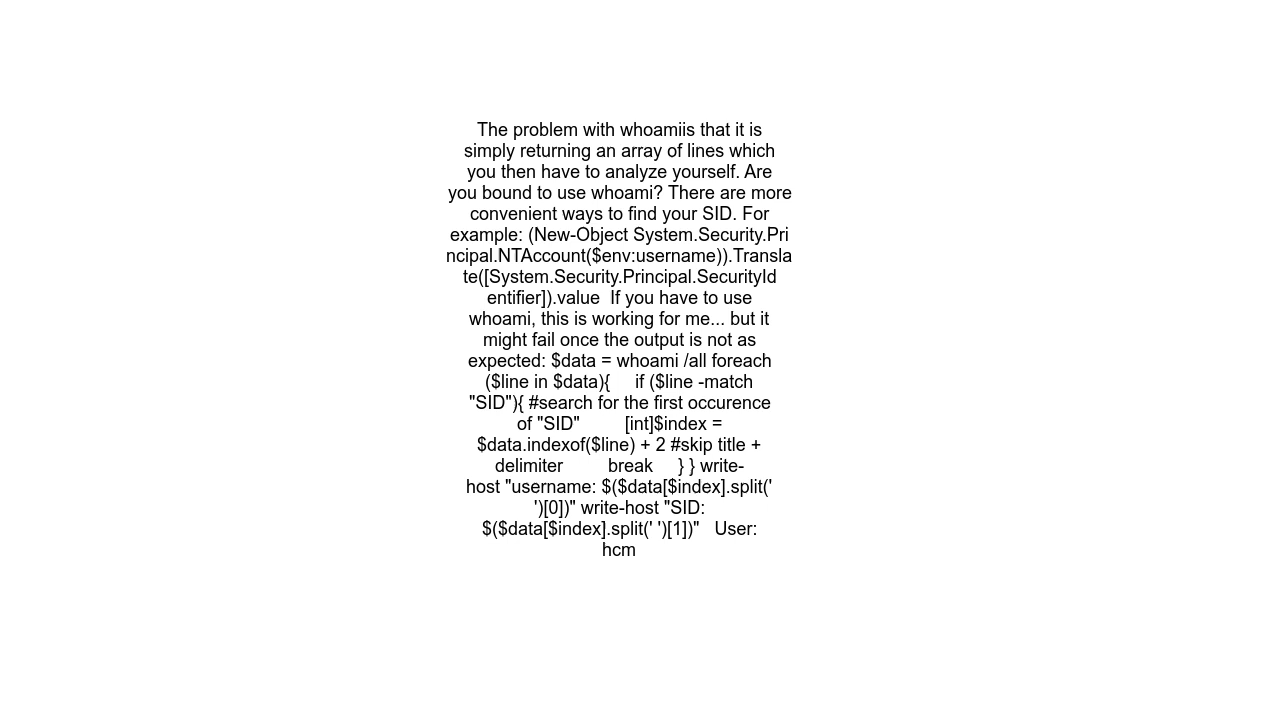 The problem with whoamiis that it is
simply returning an array of lines which
you then have to analyze yourself. Are
you bound to use whoami? There are more
convenient ways to find your SID. For
example: (New-Object System.Security.Pri
ncipal.NTAccount($env:username)).Transla
te([System.Security.Principal.SecurityId
entifier]).value  If you have to use
whoami, this is working for me... but it
might fail once the output is not as
expected: $data = whoami /all foreach
($line in $data){     if ($line -match
"SID"){ #search for the first occurence
of "SID"         [int]$index =
$data.indexof($line) + 2 #skip title +
delimiter         break     } } write-
host "username: $($data[$index].split('
')[0])" write-host "SID:
$($data[$index].split(' ')[1])"   User:
hcm